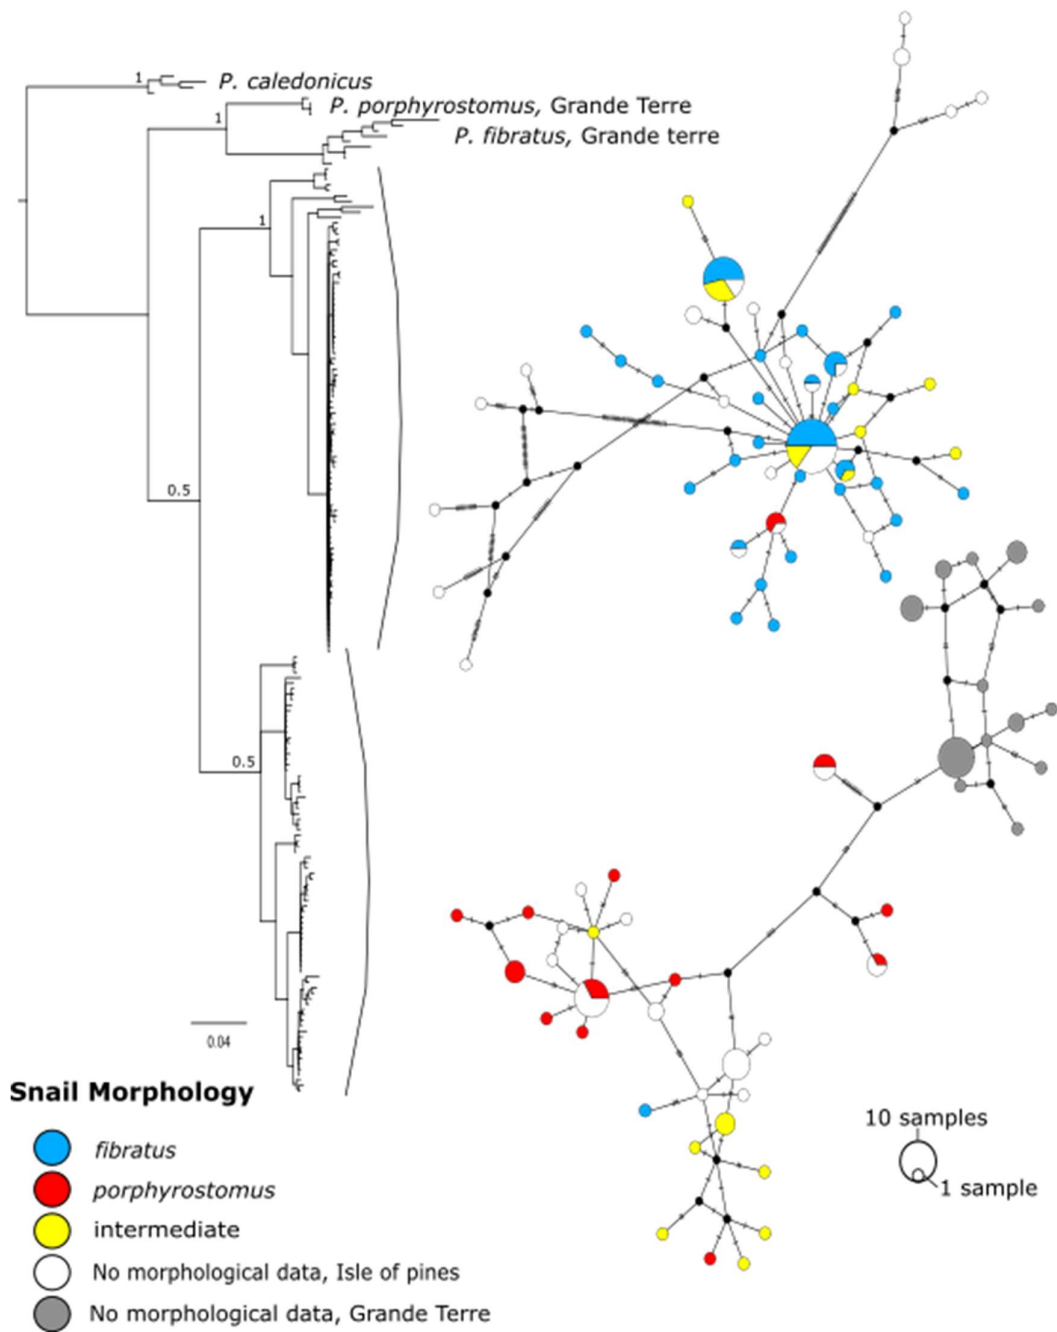 1
P. caledonicus
P. porphyrostomus, Grande Terre
1
P. fibratus, Grande terre
1
0.5
0.5
0.04
Snail Morphology
fibratus
porphyrostomus
intermediate
No morphological data, Isle of pines
No morphological data, Grande Terre
10 samples
1 sample